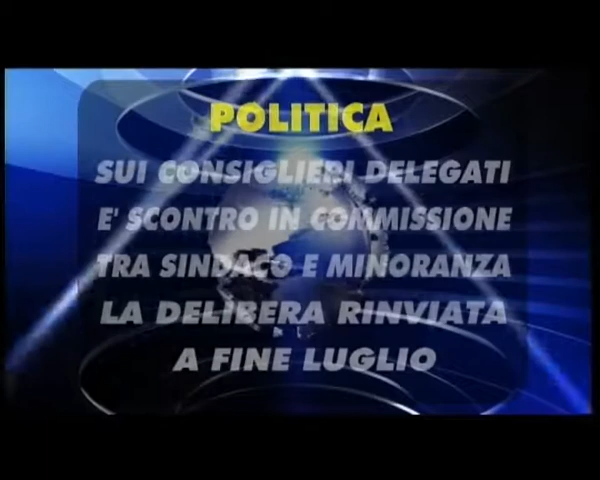 POLITICA
SUI CONSIGLIERI DELEGATI
E' SCONTRO IN COMMISSIONE
TRA SINDACO E MINORANZA
LA DELIBERA RINVIATA
A FINE LUGLIO